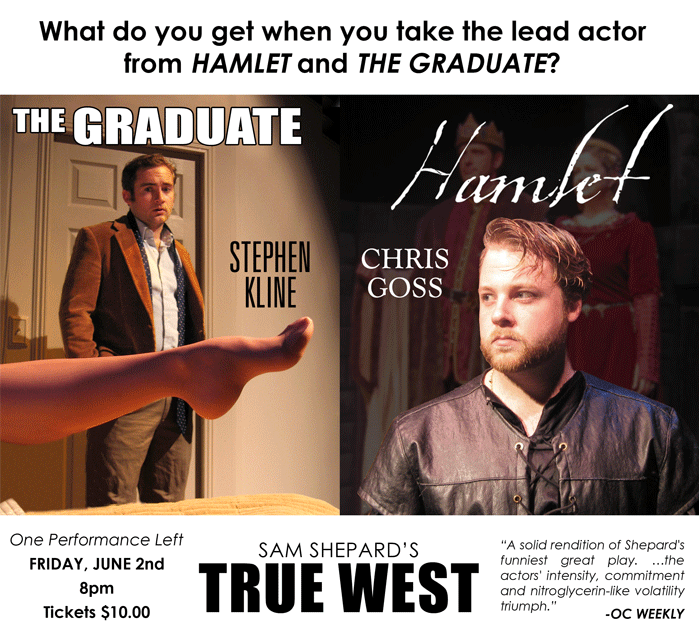 What do you get when you take the lead actor
from HAMLET and THE GRADUATE?
THE GRADUATE
STEPHEN
KLINE
Hamlet
CHRIS
GOSS
One Performance Left
FRIDAY, JUNE 2nd
8pm
Tickets $10.00
SAM SHEPARD'S
TRUE WEST
“A solid rendition of Shepard's
funniest great play. ...the
actors' intensity, commitment
and nitroglycerin-like volatility
triumph.”
-OC WEEKLY